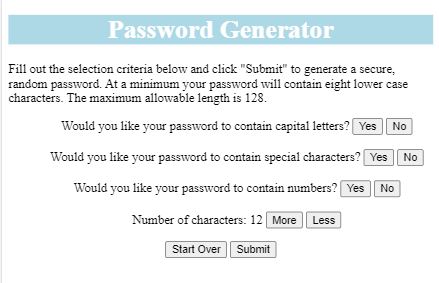 Password Generator
Fill out the selection criteria below and click "Submit" to generate a secure,
random password. At a minimum your password will contain eight lower case
characters. The maximum allowable length is 128.
Would you like your password to contain capital letters? Yes No
Would you like your password to contain special characters? Yes No
Would you like your password to contain numbers? Yes No
Number of characters: 12 More Less
Start Over Submit